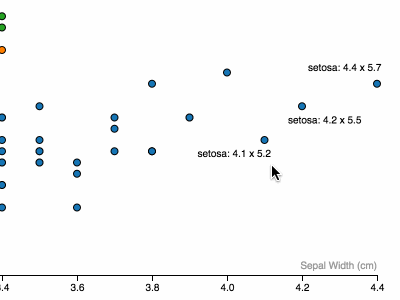 setosa: 4.4 x 5.7
setosa: 4.2 x 5.5
setosa: 4.1 x 5.2
Sepal Width (cm)
3.6 3.8 4.0 4.2 4.4